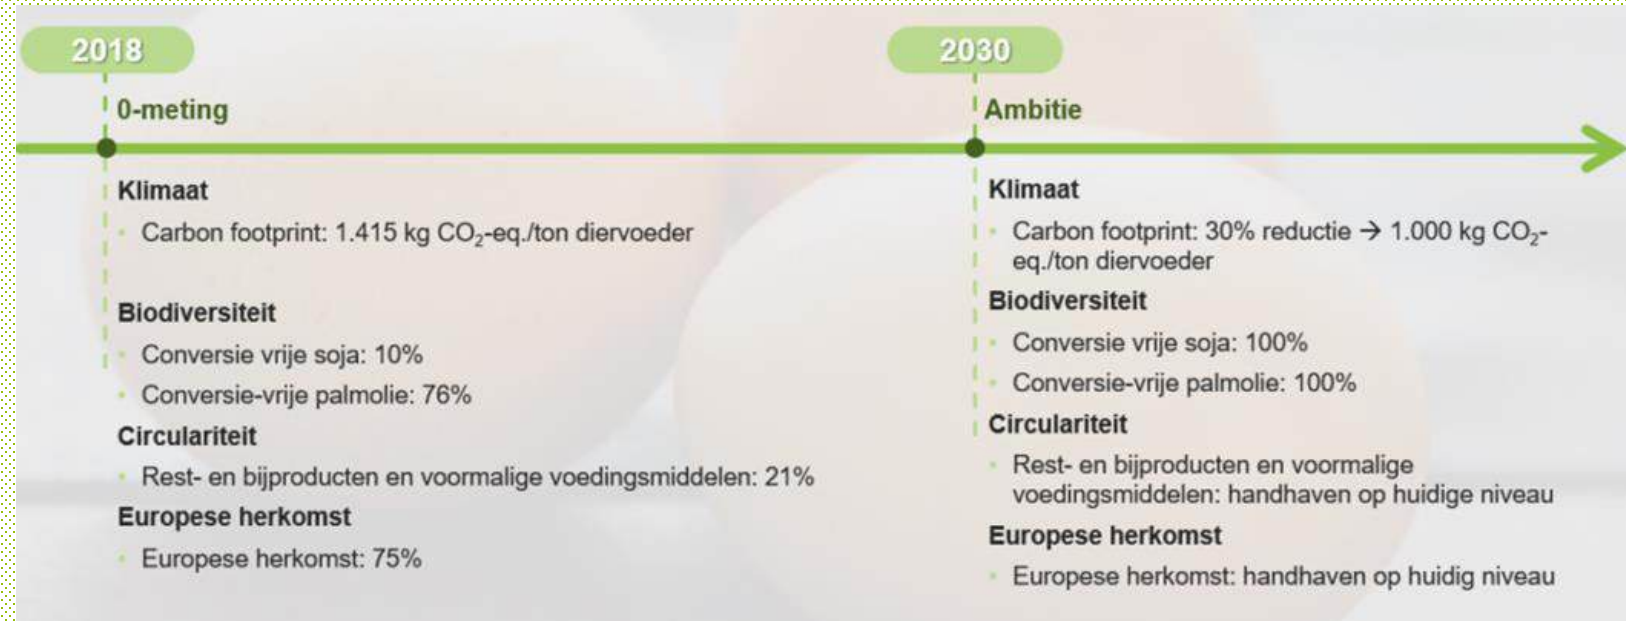 2018
0-meting
Klimaat
Carbon footprint: 1.415 kg CO₂-eq./ton diervoeder
Biodiversiteit
Conversie vrije soja: 10%
Conversie-vrije palmolie: 76%
Circulariteit
Rest- en bijproducten en voormalige voedingsmiddelen: 21%
Europese herkomst
Europese herkomst: 75%
2030
Ambitie
Klimaat
Carbon footprint: 30% reductie → 1.000 kg CO₂-
eq./ton diervoeder
Biodiversiteit
Conversie vrije soja: 100%
Conversie-vrije palmolie: 100%
Circulariteit
Rest- en bijproducten en voormalige
voedingsmiddelen: handhaven op huidige niveau
Europese herkomst
Europese herkomst: handhaven op huidig niveau